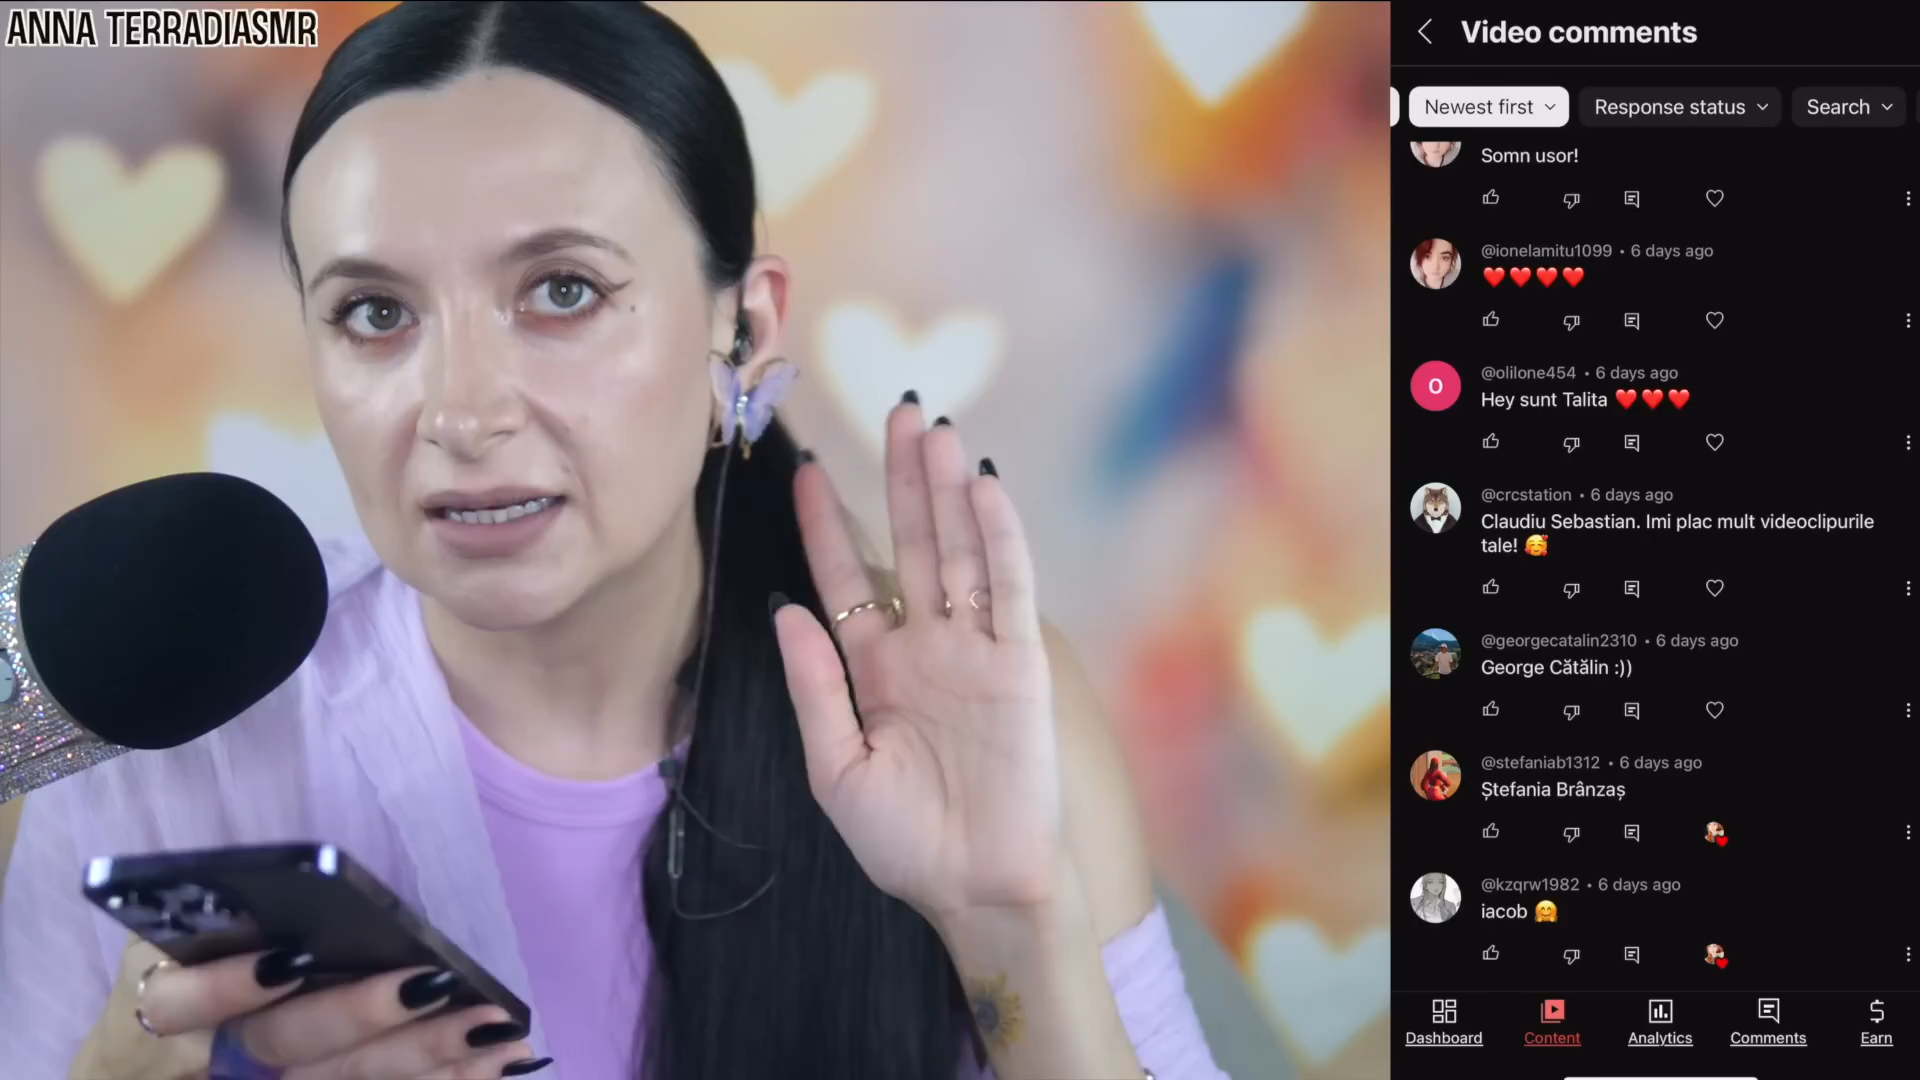 ANNA TERRADIASMR
Video comments
Newest first
Response status
Search
Somn usor!
@ionelamitu1099 • 6 days ago
❤️❤️❤️❤️
@olilone454 • 6 days ago
O
Hey sunt Talita ❤️❤️❤️
@crcstation • 6 days ago
Claudiu Sebastian. Imi plac mult videoclipurile
tale! 🥰
@georgecatalin2310 • 6 days ago
George Cătălin :))
@stefaniab1312 • 6 days ago
Ștefania Brânzaș
@kzqrw1982 • 6 days ago
iacob 🤗
Dashboard
Content
Analytics
Comments
Earn